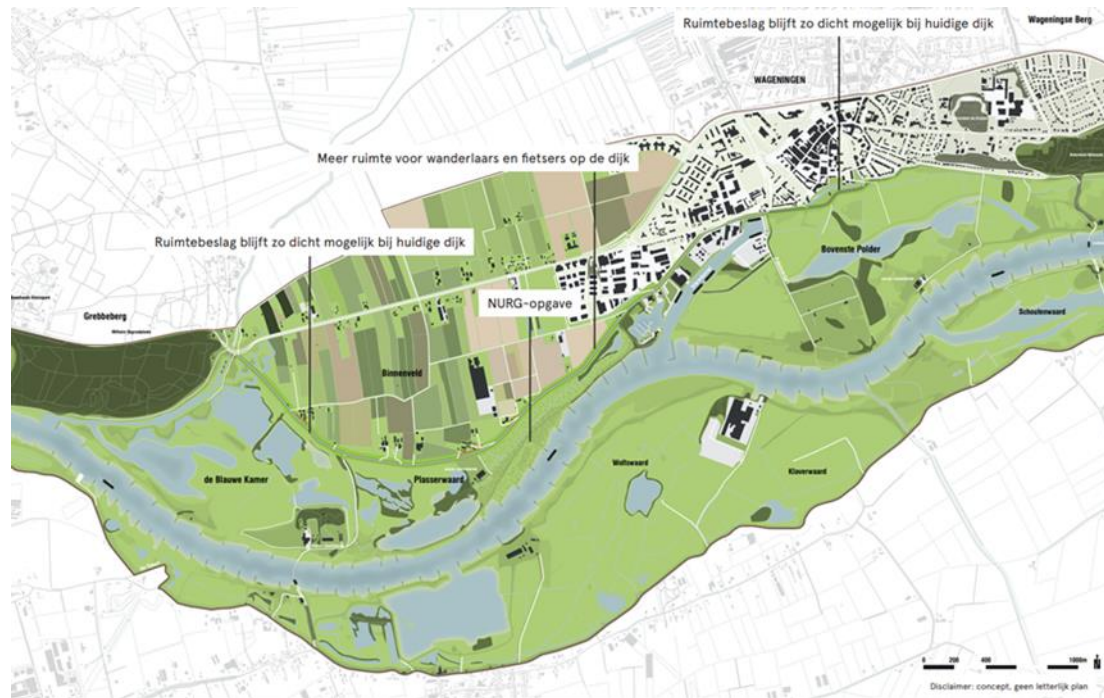 Ruimtebeslag blijft zo dicht mogelijk bij huidige dijk
Wageningse Berg
WAGENINGEN
Meer ruimte voor wanderlaars en fietsers op de dijk
Ruimtebeslag blijft zo dicht mogelijk bij huidige dijk
Bovenste Polder
NURG-opgave
Grebbeberg
Schoutenwaard
Binnenveld
Wolfswaard
Kloverwaard
de Blauwe Kamer
Plasserwaard
0 200 400 1000m
N
Disclaimer: concept, geen letterlijk plan